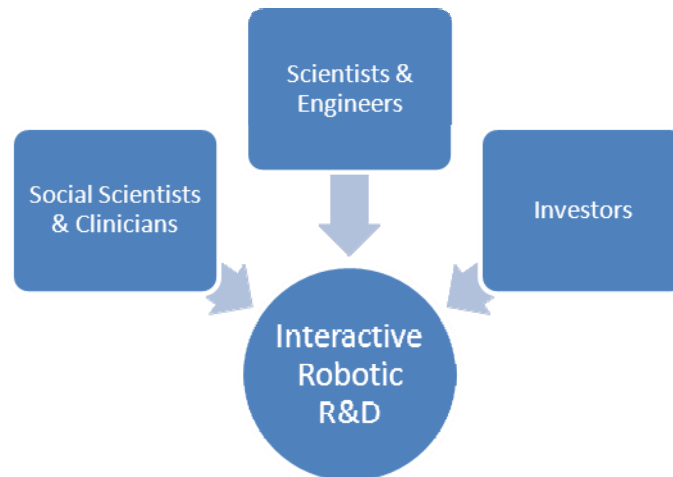 Scientists &
Engineers
Social Scientists
& Clinicians
Investors
Interactive
Robotic
R&D